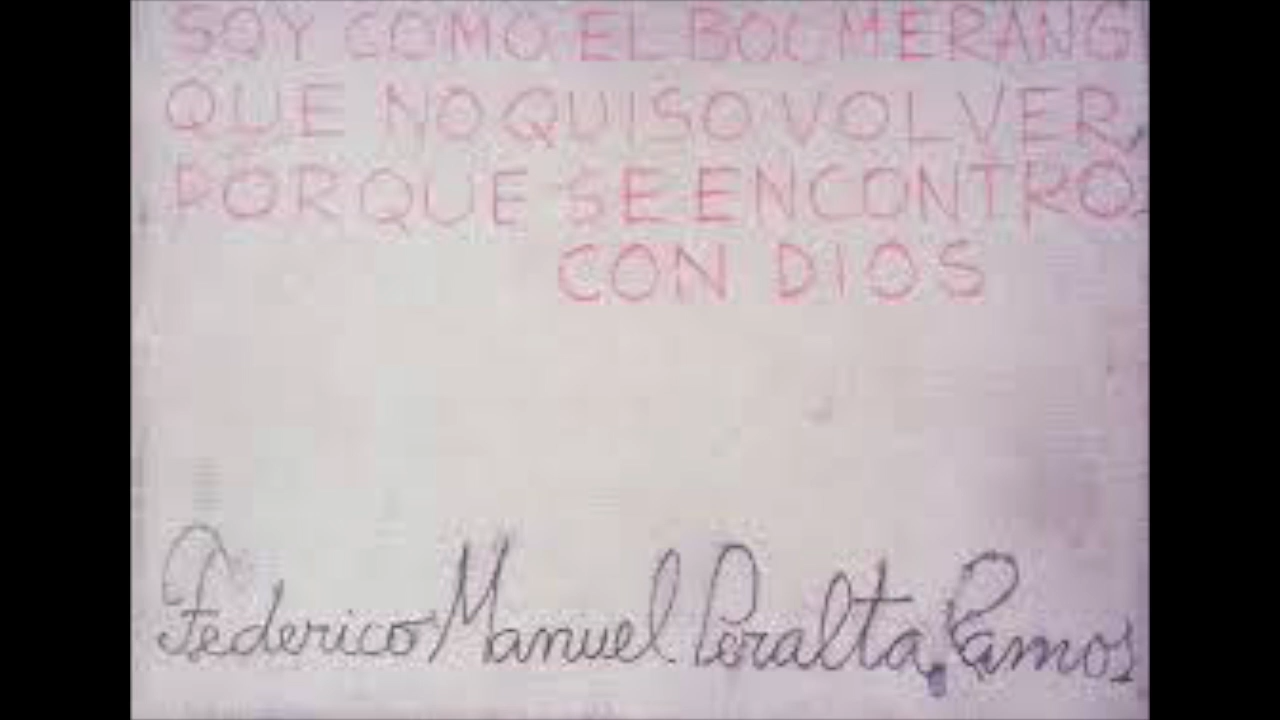 SOY COMO EL BOOMERANG
QUE NO QUISO VOLVER,
PORQUE SE ENCONTRO
CON DIOS
Federico Manuel Peralta Ramos